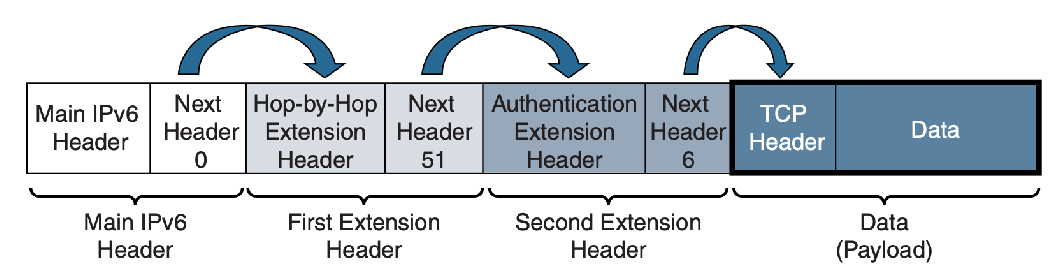 Main IPv6
Header
Next
Header
0
Hop-by-Hop
Extension
Header
Next
Header
51
Authentication
Extension
Header
Next
Header
6
TCP
Header
Data
Main IPv6
Header
First Extension
Header
Second Extension
Header
Data
(Payload)